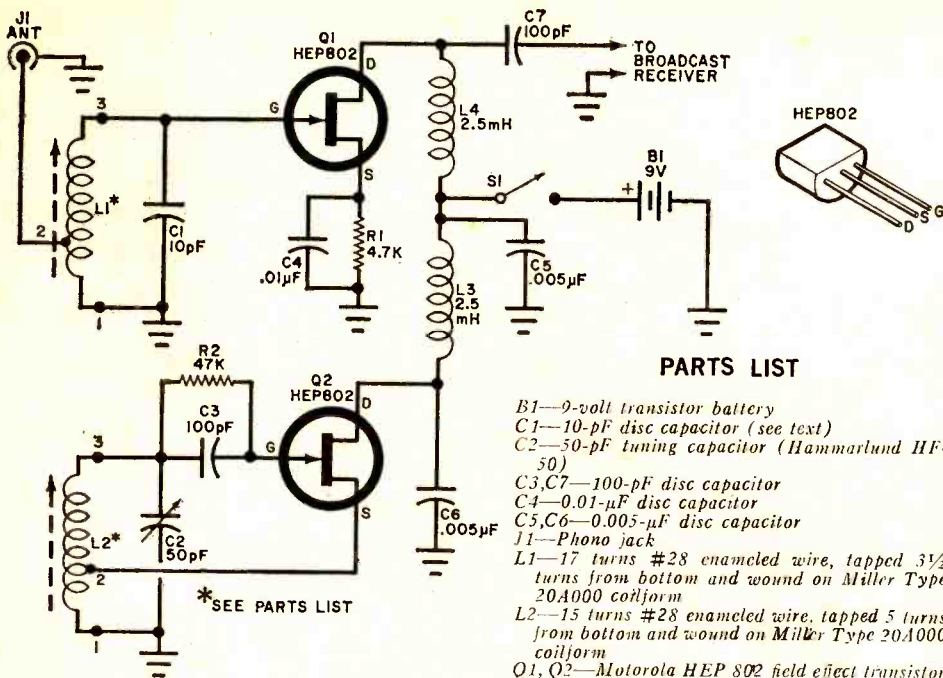 J1
ANT
3
L1*
2
1
C1
10pF
Q1
HEP802
D
G
S
C4
.01µF
R1
4.7K
C7
100pF
TO
BROADCAST
RECEIVER
L4
2.5mH
S1
+
B1
9V
C5
.005µF
L3
2.5
mH
HEP802
D
S
G
R2
47K
C3
100pF
3
L2*
2
1
C2
50pF
Q2
HEP802
D
G
S
C6
.005µF
*SEE PARTS LIST
PARTS LIST
B1—9-volt transistor battery
C1—10-pF disc capacitor (see text)
C2—50-pF tuning capacitor (Hammarlund HF-
50)
C3,C7—100-pF disc capacitor
C4—0.01-µF disc capacitor
C5,C6—0.005-µF disc capacitor
J1—Phono jack
L1—17 turns #28 enameled wire, tapped 3½
turns from bottom and wound on Miller Type
20A000 coilform
L2—15 turns #28 enameled wire, tapped 5 turns
from bottom and wound on Miller Type 20A000
coilform
Q1, Q2—Motorola HEP 802 field effect transistor